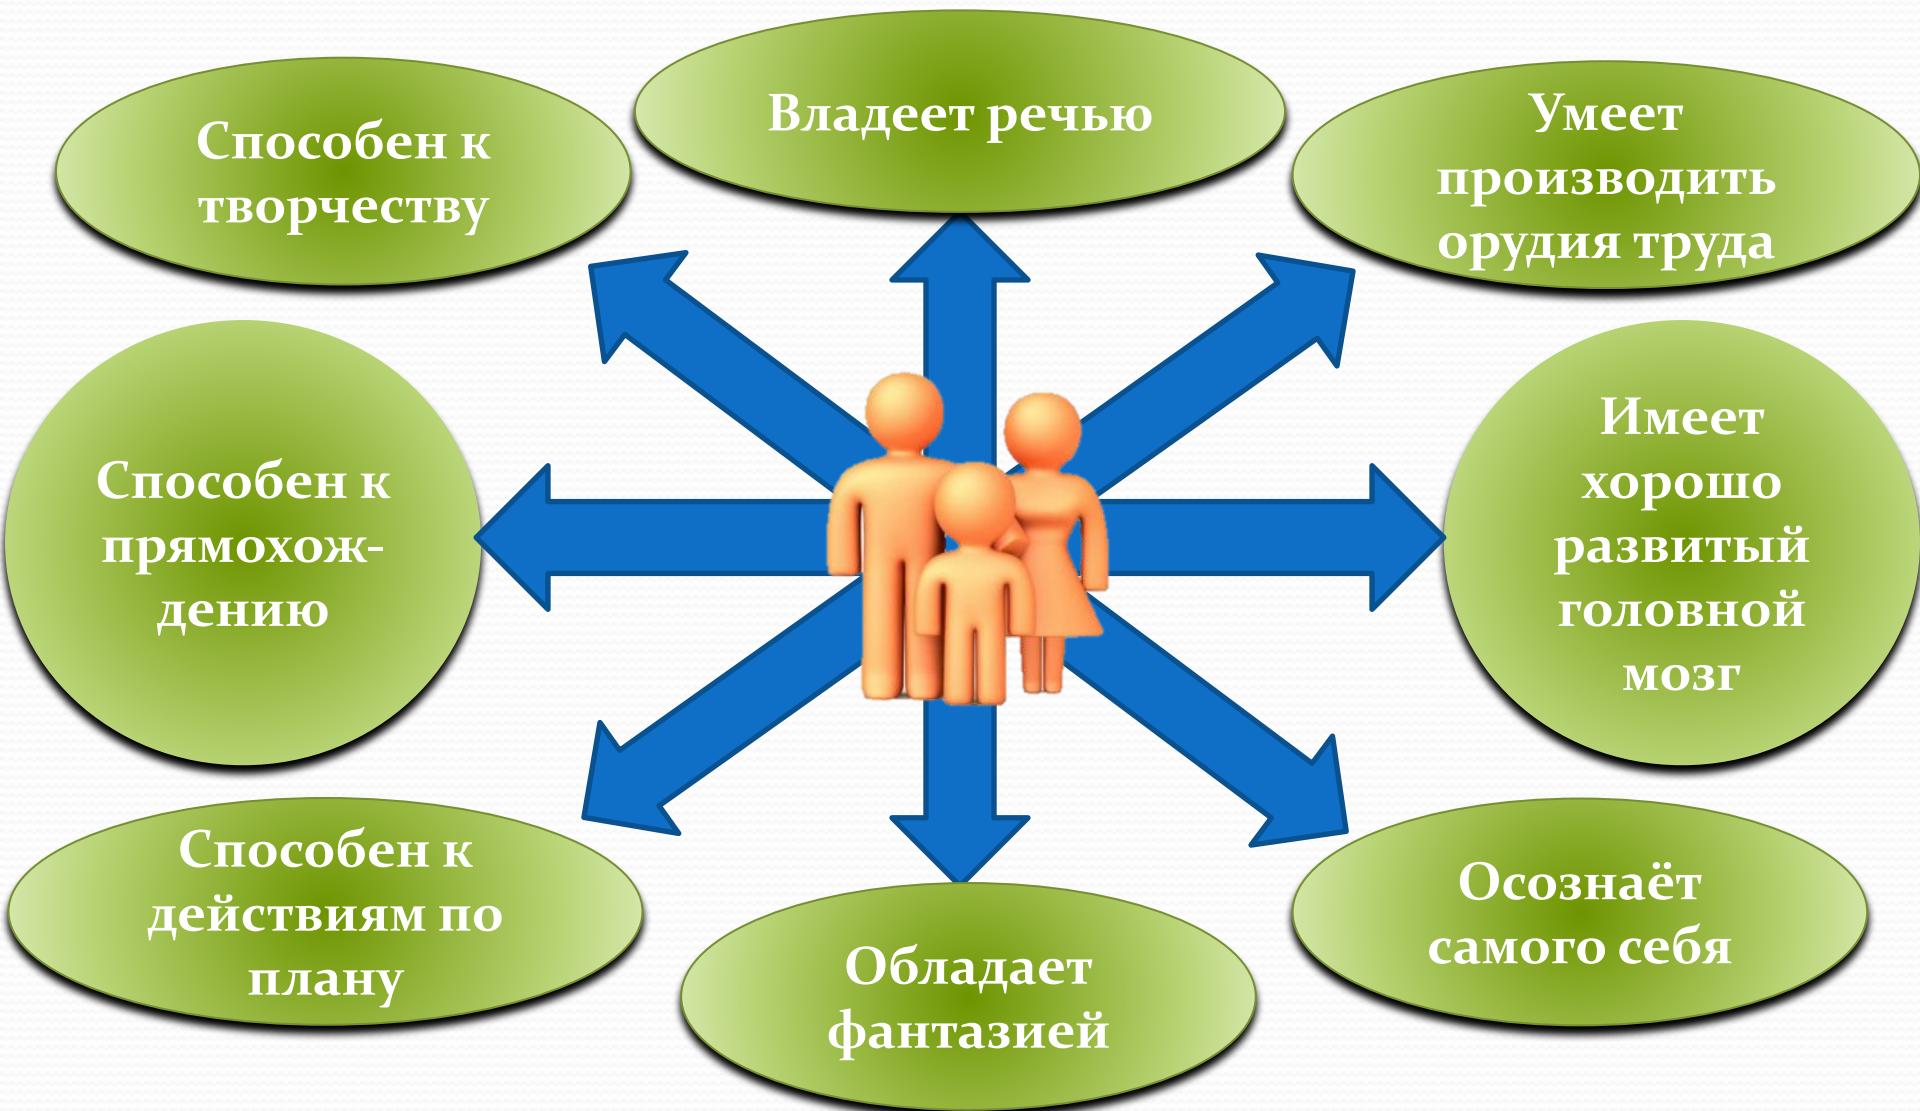 Владеет речью
Способен к
творчеству
Умеет
производить
орудия труда
Способен к
прямохож-
дению
Имеет
хорошо
развитый
головной
мозг
Способен к
действиям по
плану
Обладает
фантазией
Осознаёт
самого себя